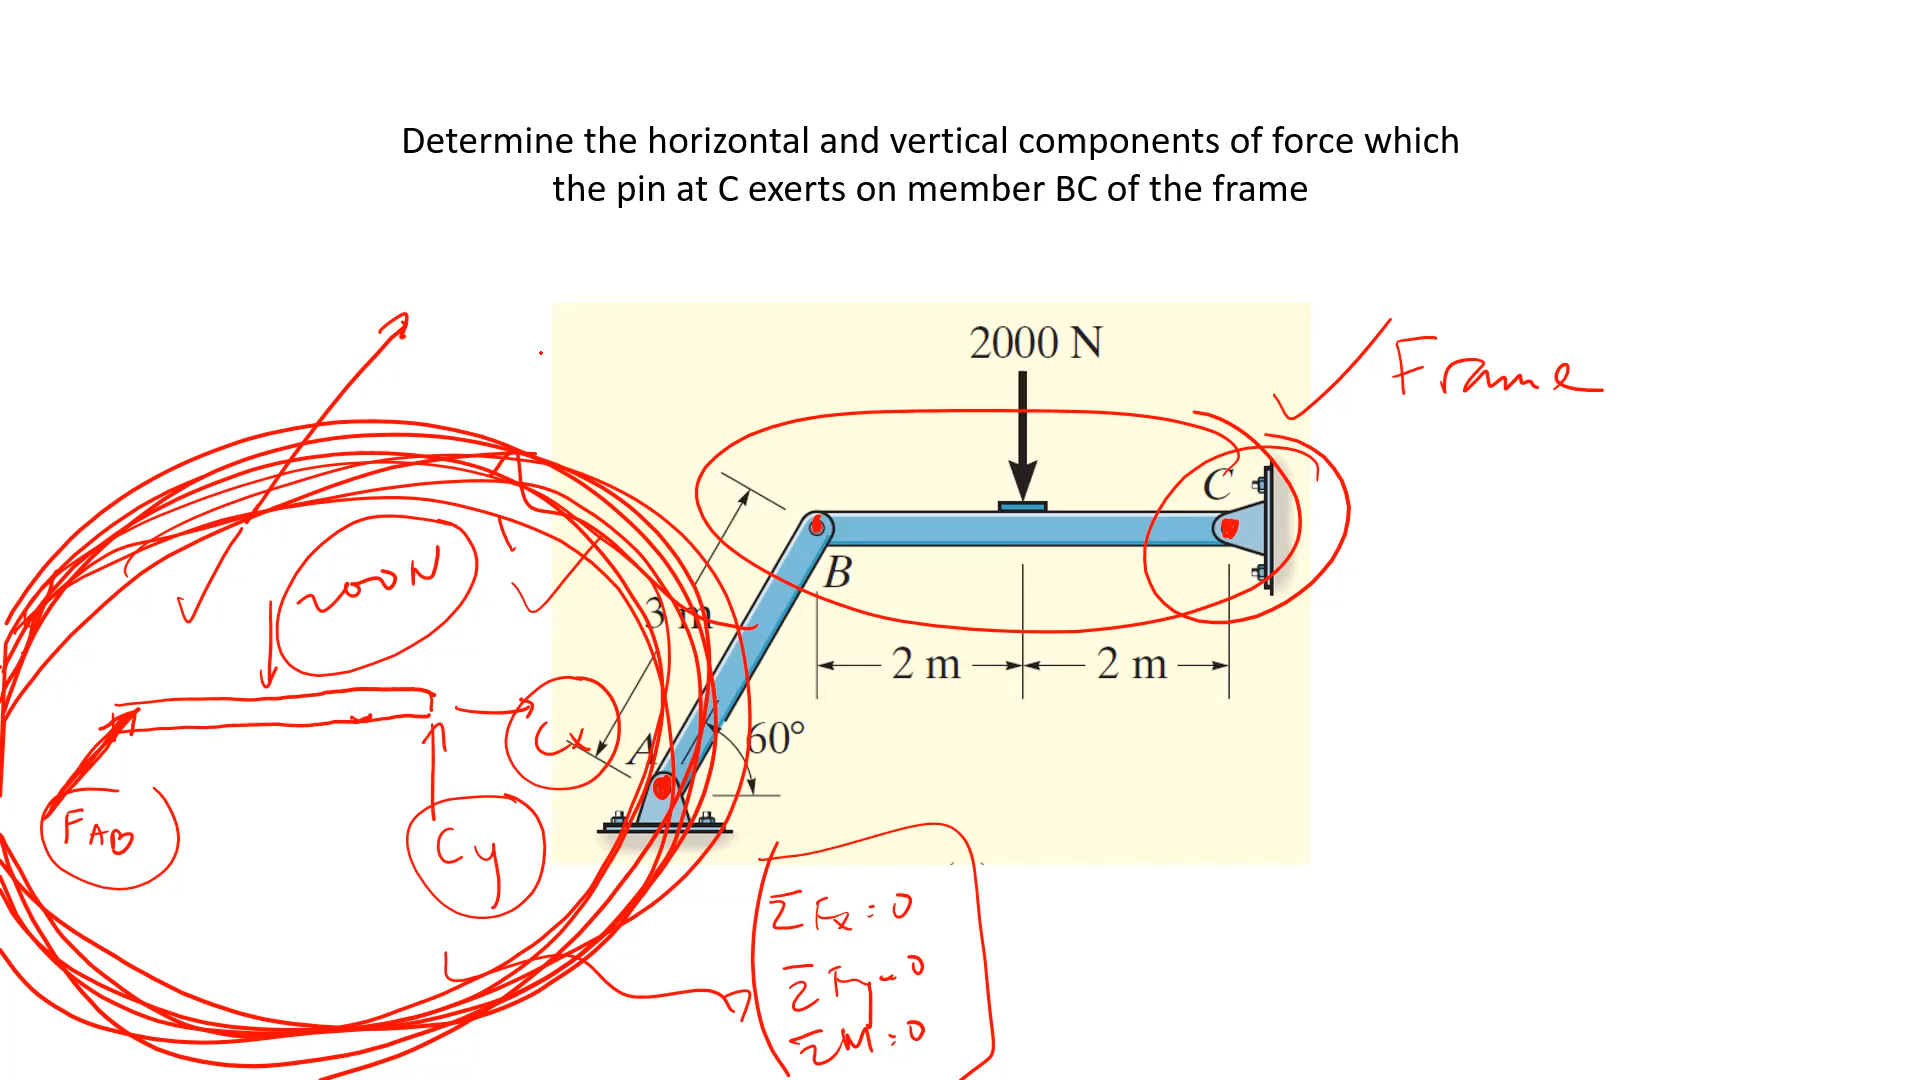 Determine the horizontal and vertical components of force which
the pin at C exerts on member BC of the frame
2000 N
Frame
C
B
3 m
2 m
2 m
A
60°
2000N
Cx
FAB
Cy
ΣFx = 0
ΣFy = 0
ΣM = 0